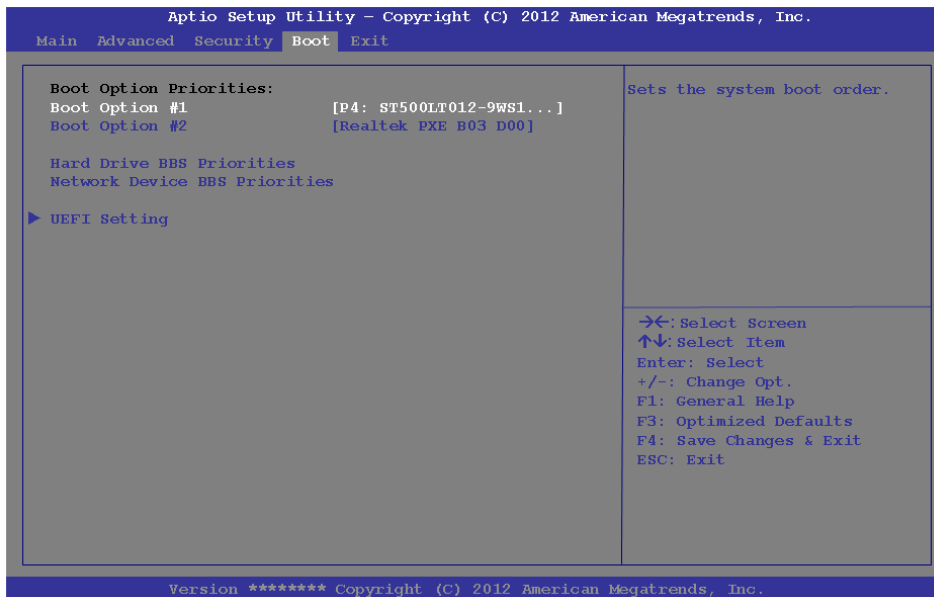 Aptio Setup Utility – Copyright (C) 2012 American Megatrends, Inc.
Main Advanced Security Boot Exit
Boot Option Priorities:
Boot Option #1 [P4: ST500LT012-9WS1...]
Boot Option #2 [Realtek PXE B03 D00]
Hard Drive BBS Priorities
Network Device BBS Priorities
▶ UEFI Setting
Sets the system boot order.
→←: Select Screen
↑↓: Select Item
Enter: Select
+/-: Change Opt.
F1: General Help
F3: Optimized Defaults
F4: Save Changes & Exit
ESC: Exit
Version ******** Copyright (C) 2012 American Megatrends, Inc.